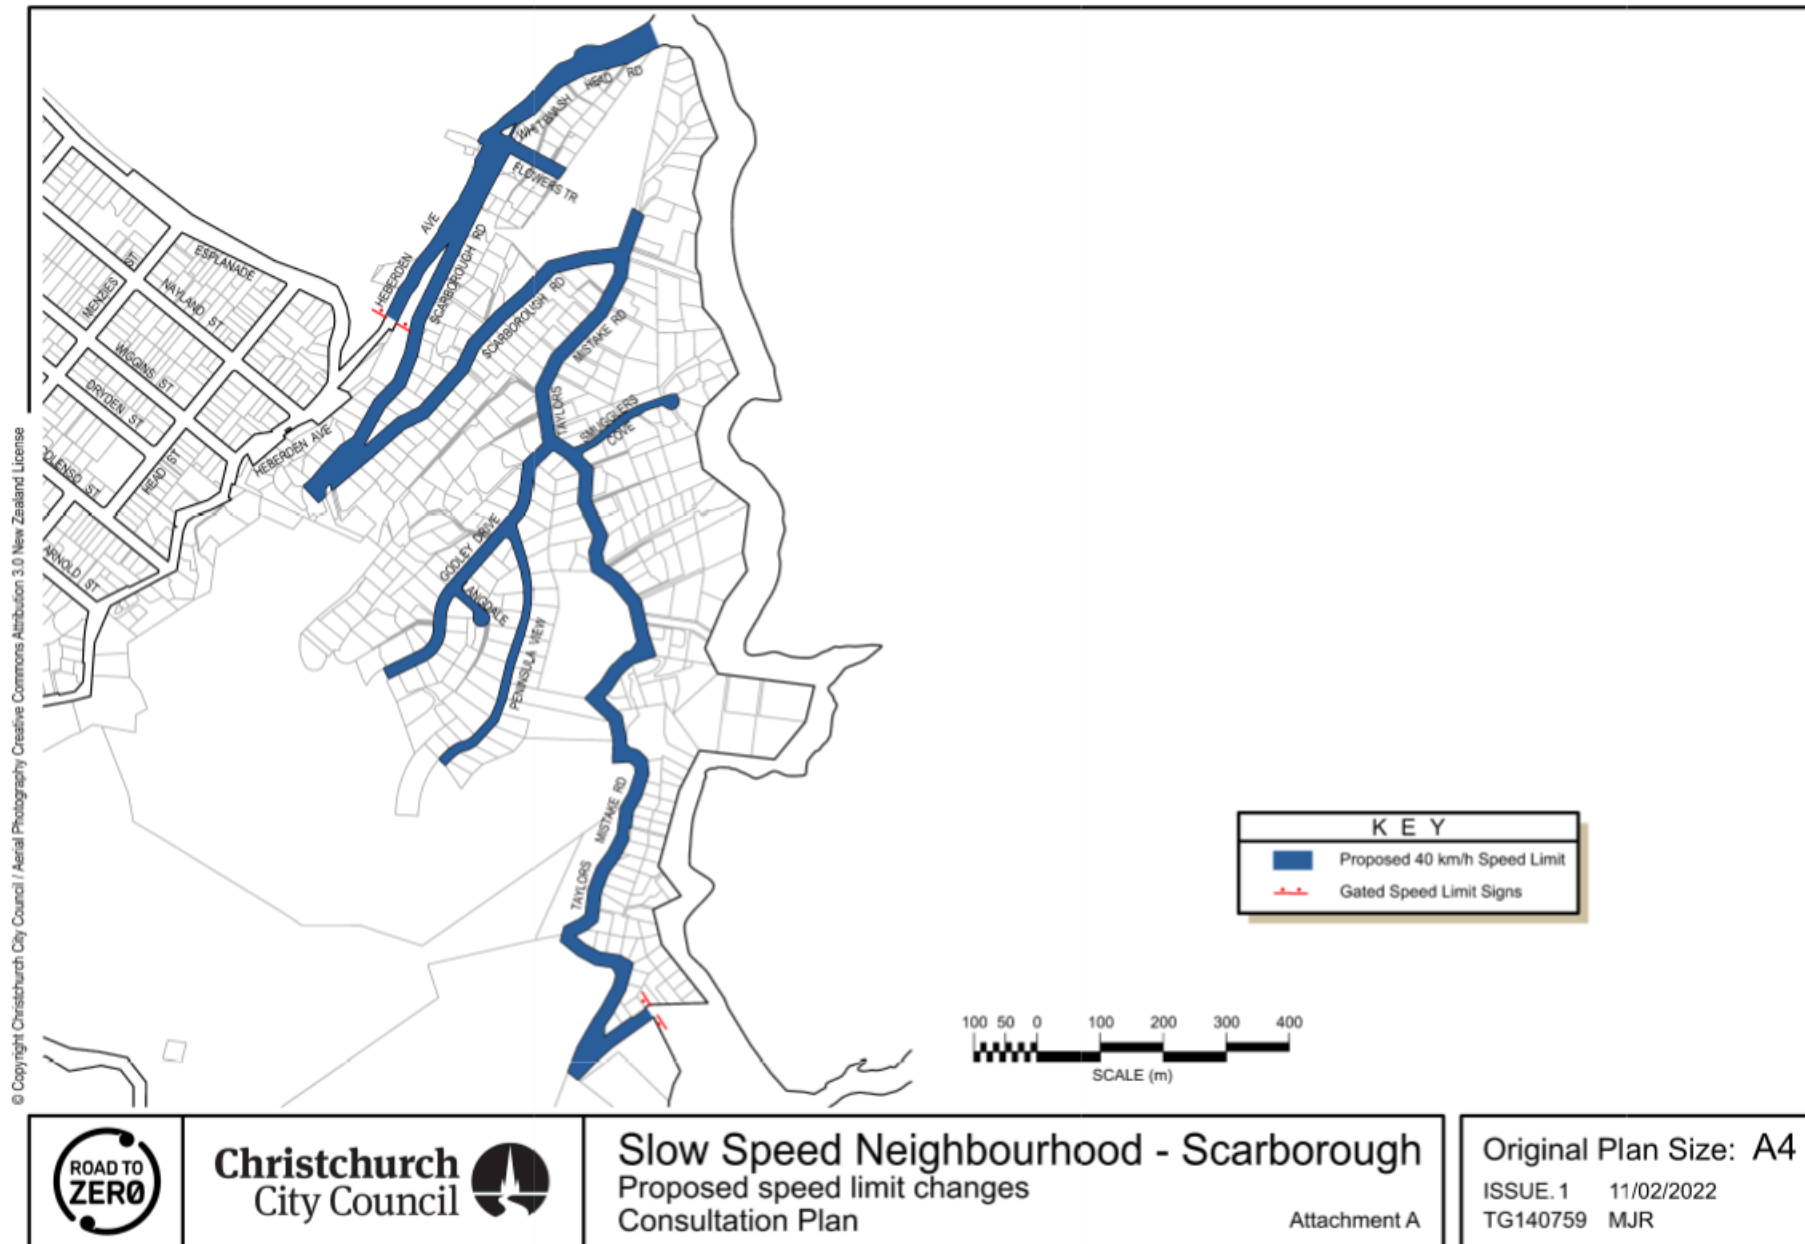 WHITEWASH HEAD RD
FLOWERS TR
HEBERDEN AVE
SCARBOROUGH RD
ESPLANADE
MENZIES ST
NAYLAND ST
WIGGINS ST
DRYDEN ST
HEAD ST
HEBERDEN AVE
ARNOLD ST
SCARBOROUGH RD
MISTAKE RD
TAYLORS
SMUGGLERS
COVE
GODLEY DRIVE
PENINSULA VIEW
TAYLORS MISTAKE RD
© Copyright Christchurch City Council / Aerial Photography Creative Commons Attribution 3.0 New Zealand License
KEY
Proposed 40 km/h Speed Limit
Gated Speed Limit Signs
100 50 0 100 200 300 400
SCALE (m)
ROAD TO
ZERO
Christchurch
City Council
Slow Speed Neighbourhood - Scarborough
Proposed speed limit changes
Consultation Plan
Attachment A
Original Plan Size: A4
ISSUE. 1 11/02/2022
TG140759 MJR